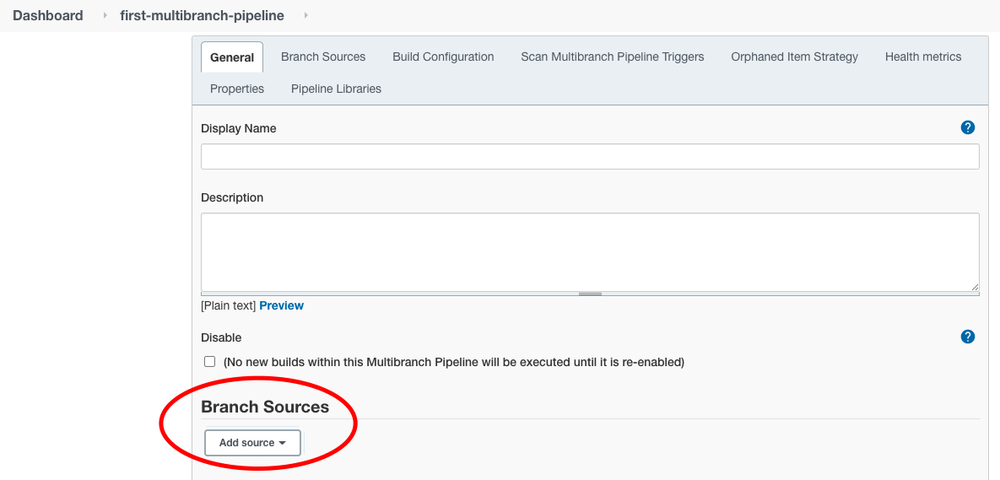 Dashboard first-multibranch-pipeline
General Branch Sources Build Configuration Scan Multibranch Pipeline Triggers Orphaned Item Strategy Health metrics
Properties Pipeline Libraries
Display Name ?
Description
[Plain text] Preview
Disable ?
(No new builds within this Multibranch Pipeline will be executed until it is re-enabled)
Branch Sources
Add source